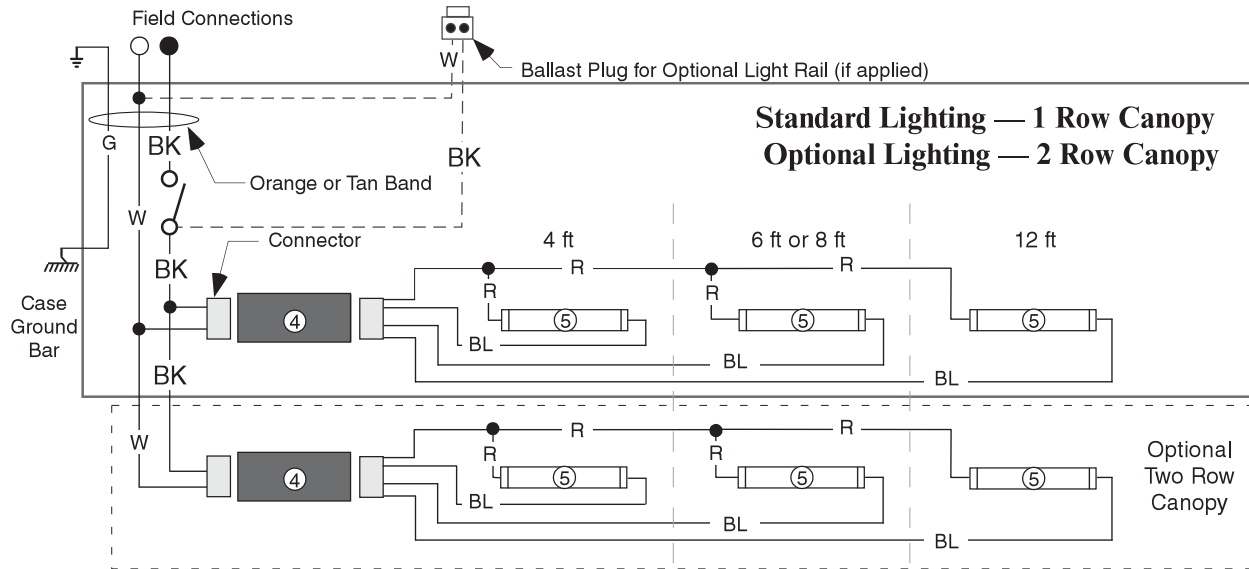 Field Connections
W
Ballast Plug for Optional Light Rail (if applied)
Standard Lighting — 1 Row Canopy
Optional Lighting — 2 Row Canopy
G
BK
BK
Orange or Tan Band
W
Connector
4 ft
6 ft or 8 ft
12 ft
BK
R
R
R
R
Case
Ground
Bar
4
5
5
5
BL
BL
BL
BK
W
R
R
R
R
Optional
Two Row
Canopy
4
5
5
5
BL
BL
BL